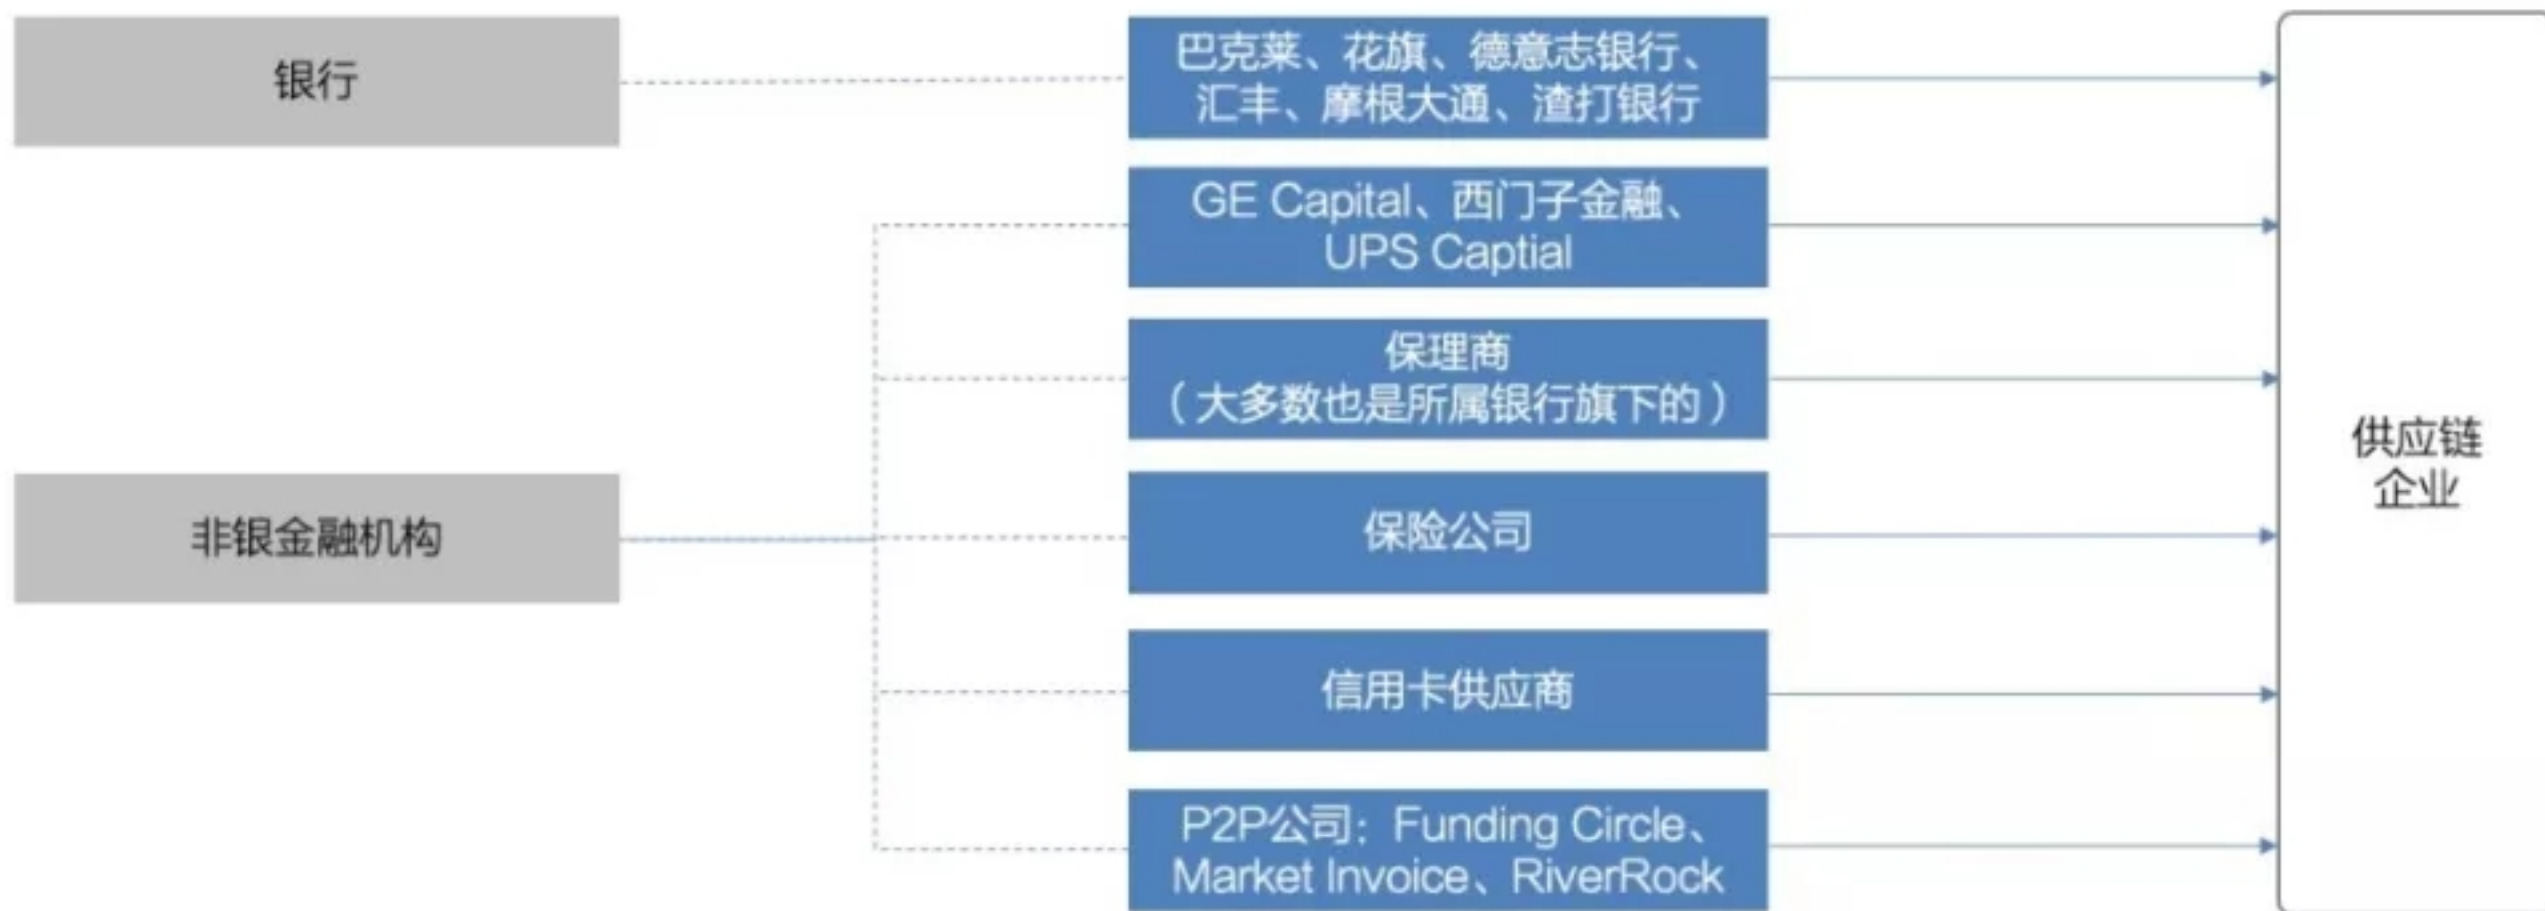 银行
巴克莱、花旗、德意志银行、
汇丰、摩根大通、渣打银行
GE Capital、西门子金融、
UPS Captial
保理商
（大多数也是所属银行旗下的）
非银金融机构
保险公司
信用卡供应商
P2P公司；Funding Circle、
Market Invoice、RiverRock
供应链
企业